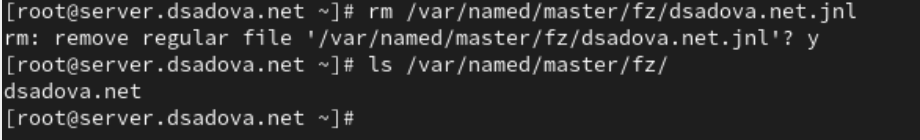 [root@server.dsadova.net ~]# rm /var/named/master/fz/dsadova.net.jnl
rm: remove regular file '/var/named/master/fz/dsadova.net.jnl'? y
[root@server.dsadova.net ~]# ls /var/named/master/fz/
dsadova.net
[root@server.dsadova.net ~]#